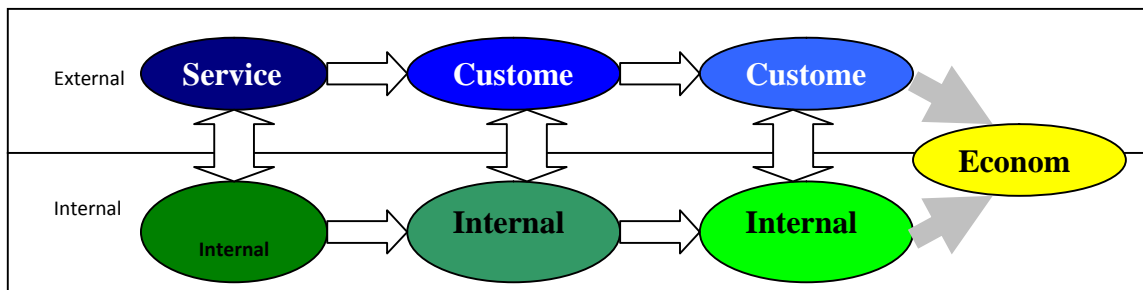 External
Service
Custome
Custome
Econom
Internal
Internal
Internal
Internal